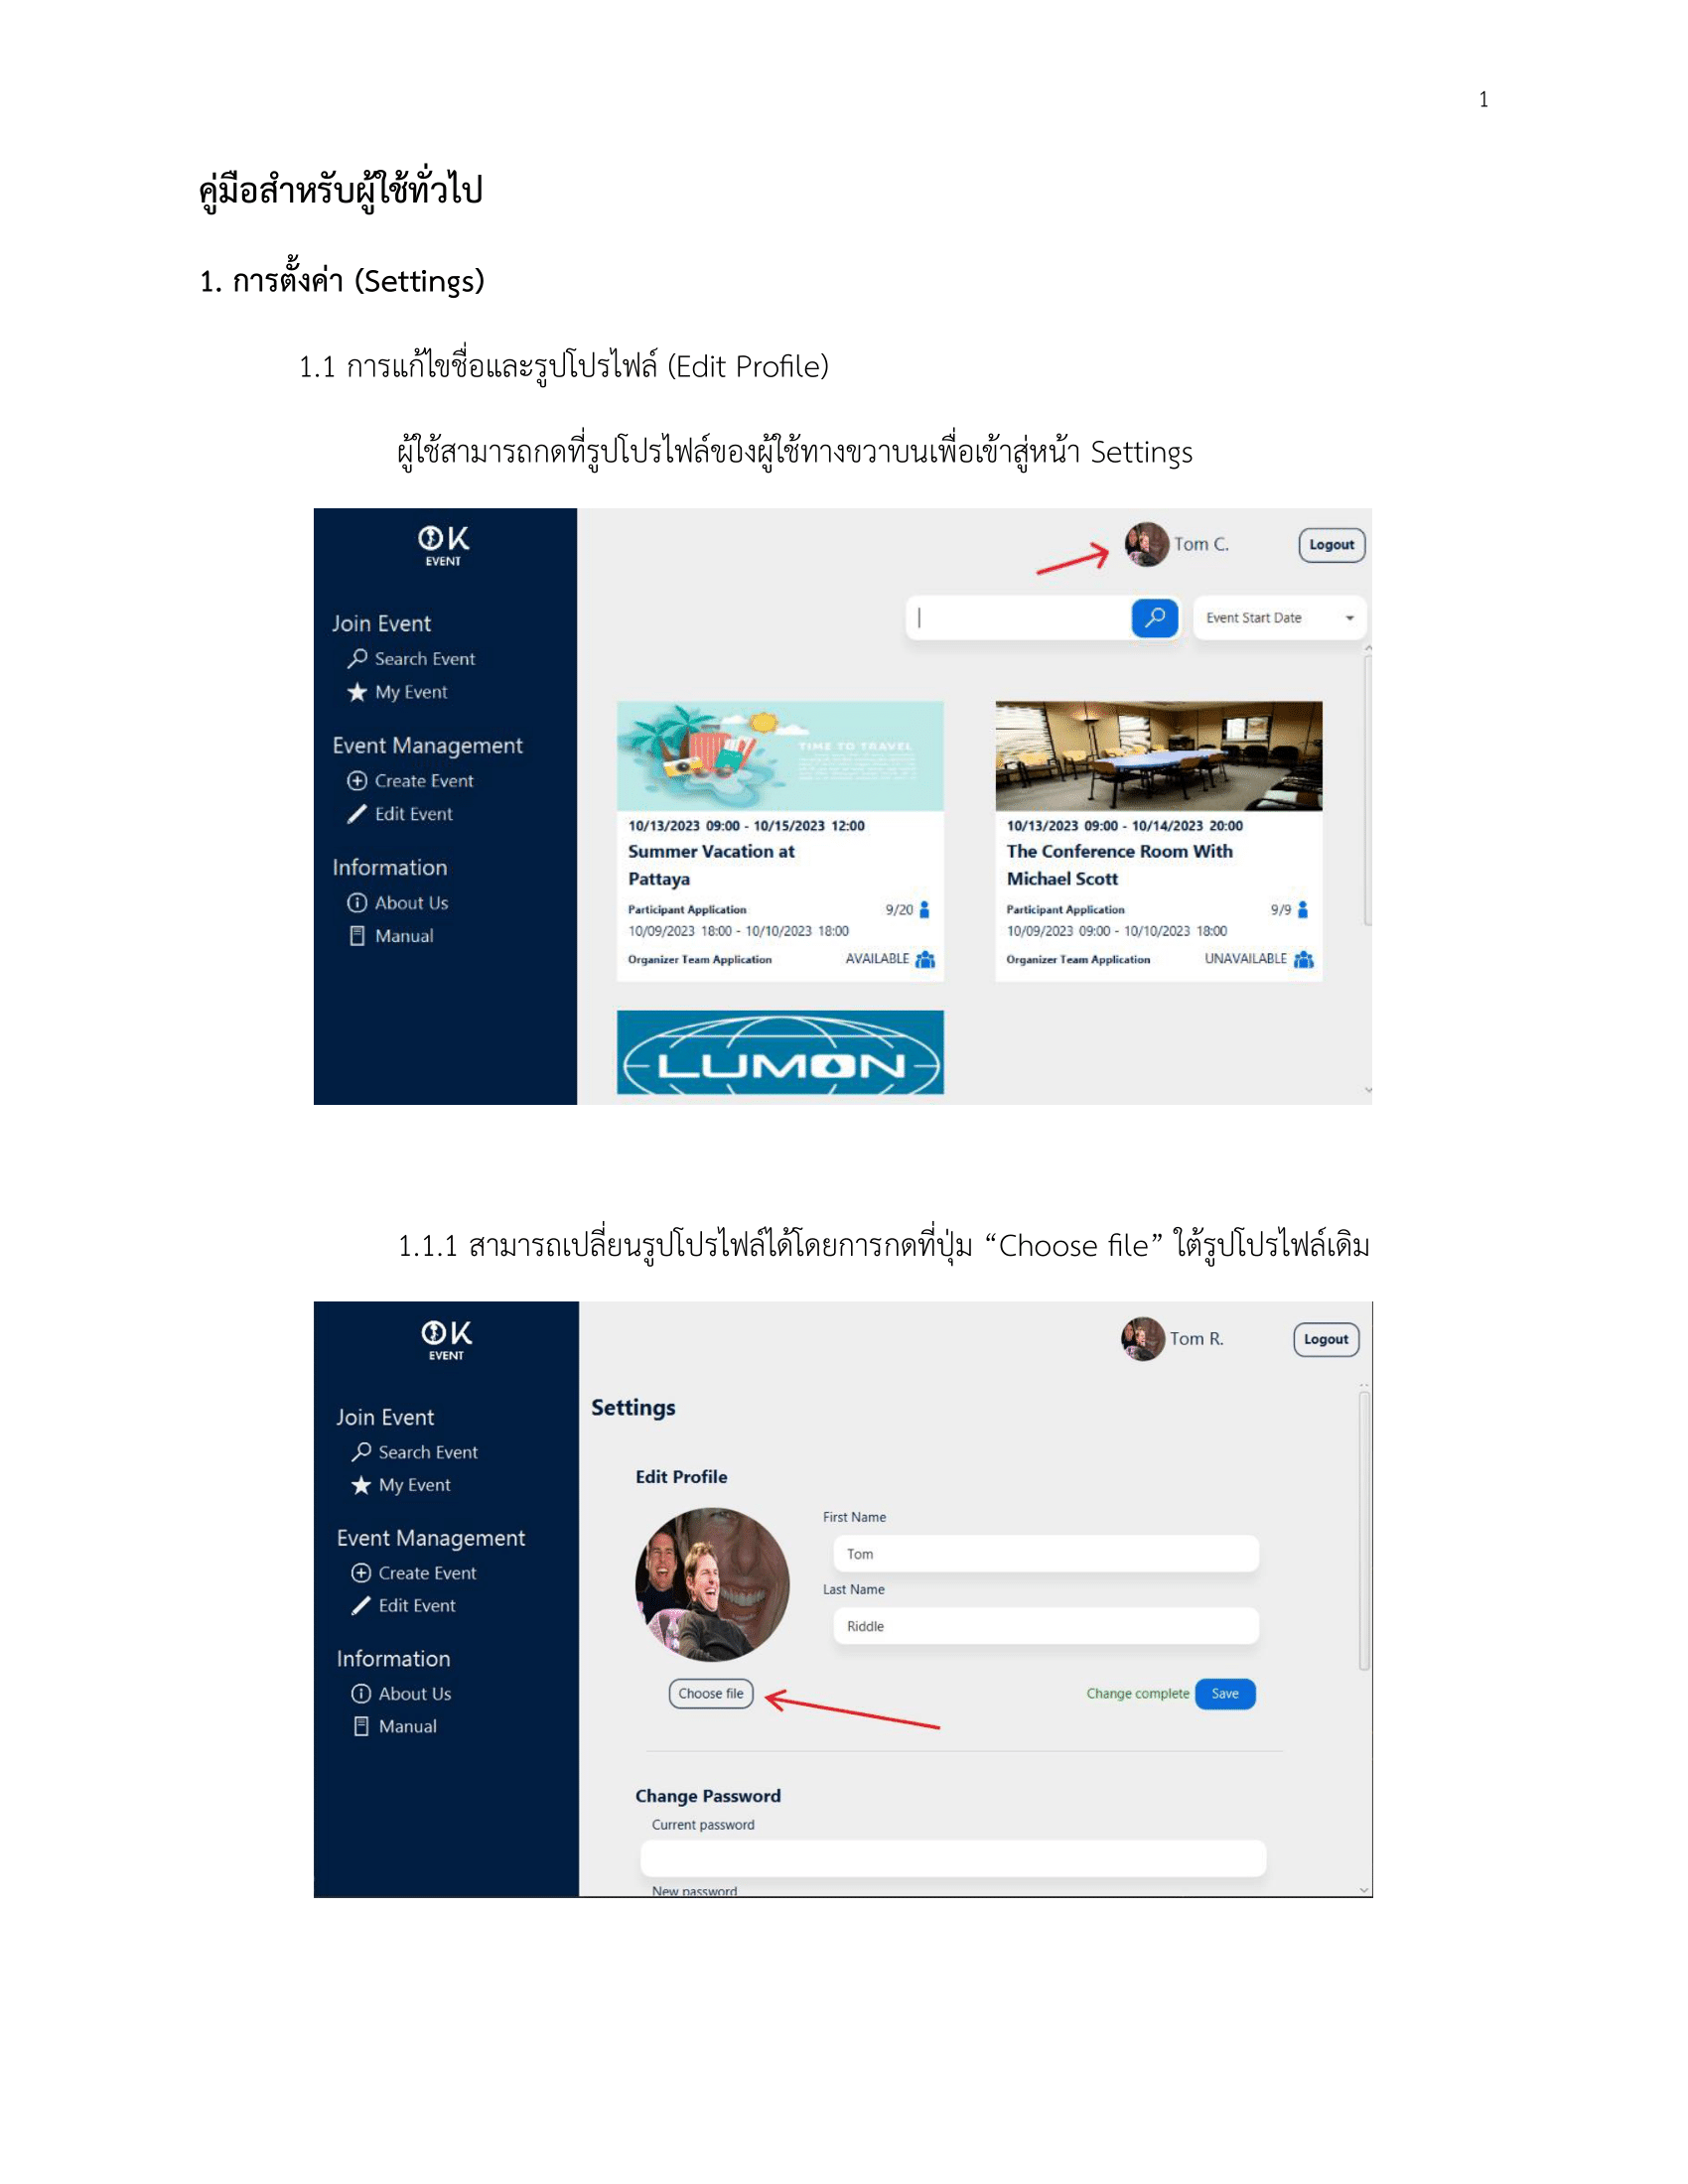 1
คู่มือสำหรับผู้ใช้ทั่วไป
1. การตั้งค่า (Settings)
1.1 การแก้ไขชื่อและรูปโปรไฟล์ (Edit Profile)
ผู้ใช้สามารถกดที่รูปโปรไฟล์ของผู้ใช้ทางขวาบนเพื่อเข้าสู่หน้า Settings
OK
EVENT
Tom C.
Logout
Join Event
Search Event
My Event
Event Management
Create Event
Edit Event
Information
About Us
Manual
Event Start Date
TIME TO TRAVEL
10/13/2023 09:00 - 10/15/2023 12:00
Summer Vacation at
Pattaya
Participant Application 9/20
10/09/2023 18:00 - 10/10/2023 18:00
Organizer Team Application AVAILABLE
10/13/2023 09:00 - 10/14/2023 20:00
The Conference Room With
Michael Scott
Participant Application 9/9
10/09/2023 09:00 - 10/10/2023 18:00
Organizer Team Application UNAVAILABLE
LUMON
1.1.1 สามารถเปลี่ยนรูปโปรไฟล์ได้โดยการกดที่ปุ่ม “Choose file” ใต้รูปโปรไฟล์เดิม
OK
EVENT
Tom R.
Logout
Join Event
Search Event
My Event
Event Management
Create Event
Edit Event
Information
About Us
Manual
Settings
Edit Profile
First Name
Tom
Last Name
Riddle
Choose file
Change complete
Save
Change Password
Current password
New password